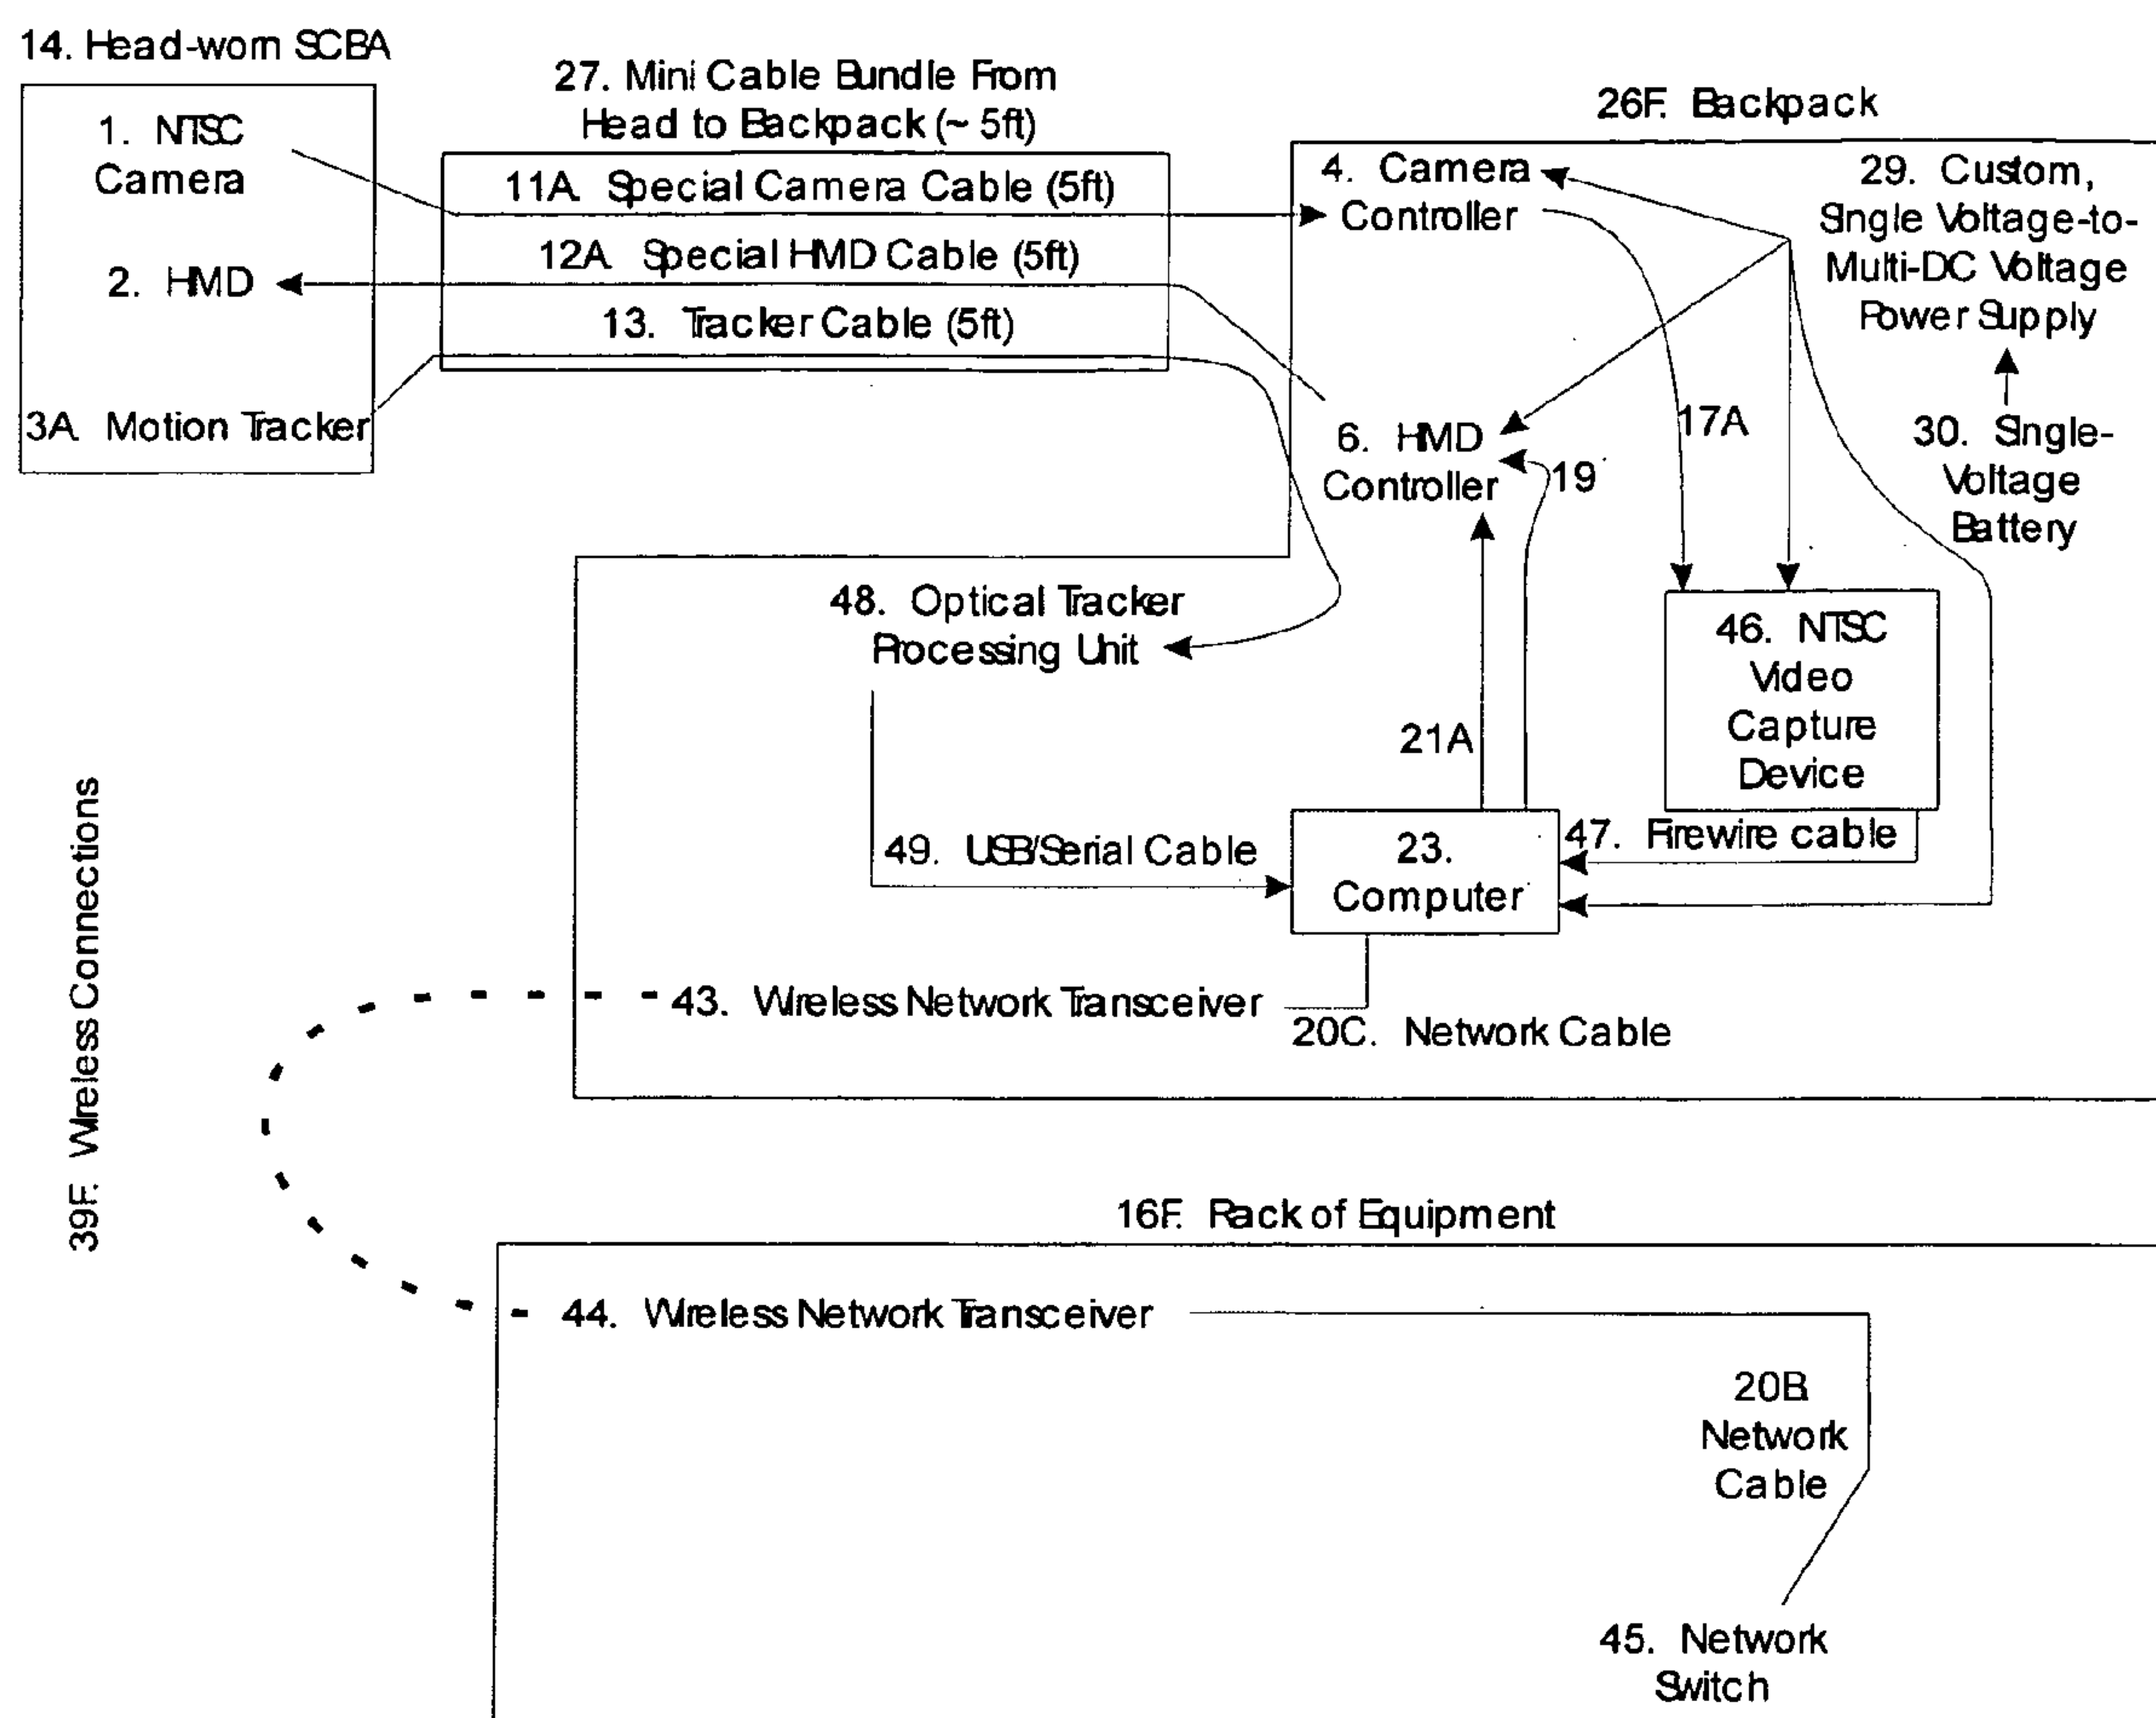 14. Head-worn SCBA
1. NTSC
Camera
2. HMD
3A. Motion Tracker
27. Mini Cable Bundle From
Head to Backpack (~ 5ft)
11A. Special Camera Cable (5ft)
12A. Special HMD Cable (5ft)
13. Tracker Cable (5ft)
26F. Backpack
4. Camera
Controller
29. Custom,
Single Voltage-to-
Multi-DC Voltage
Power Supply
30. Single-
Voltage
Battery
17A
6. HMD
Controller
19
48. Optical Tracker
Processing Unit
46. NTSC
Video
Capture
Device
21A
49. USB/Serial Cable
23.
Computer
47. Firewire cable
43. Wireless Network Transceiver
20C. Network Cable
39F. Wireless Connections
16F. Rack of Equipment
44. Wireless Network Transceiver
20B.
Network
Cable
45. Network
Switch